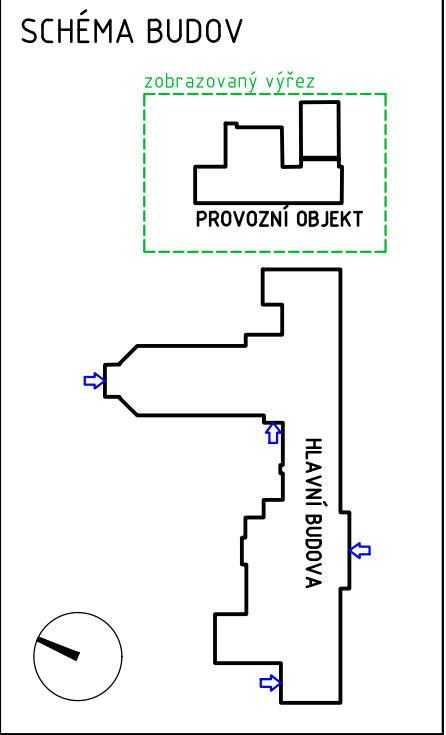 SCHÉMA BUDOV
zobrazovaný výřez
PROVOZNÍ OBJEKT
HLAVNÍ BUDOVA